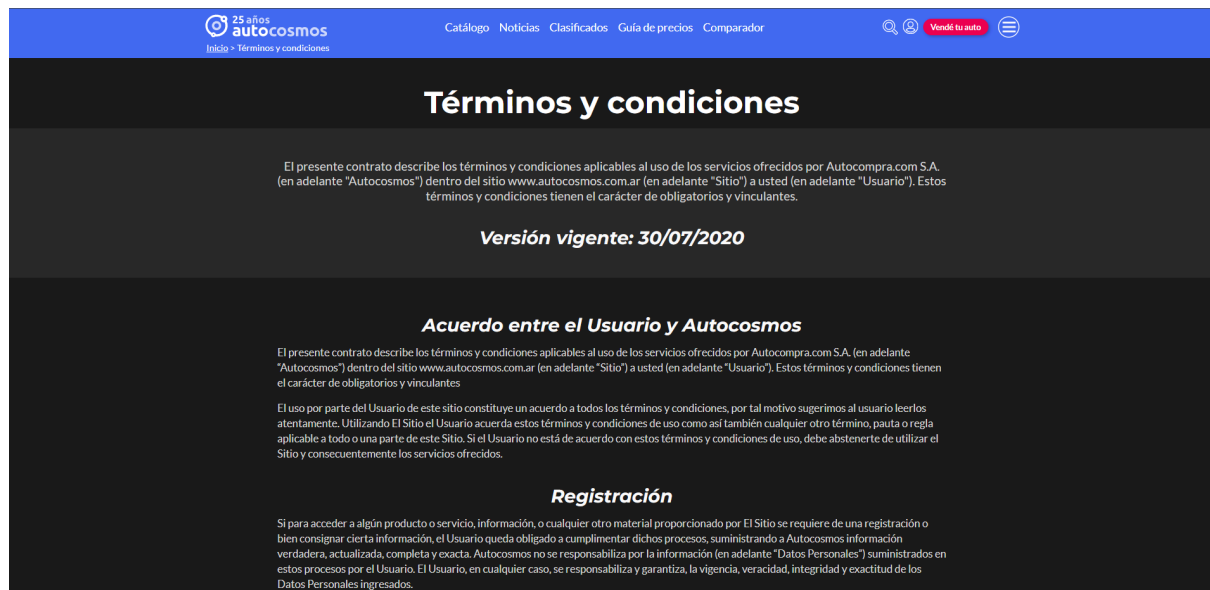 25 años
autocosmos
Catálogo Noticias Clasificados Guía de precios Comparador
Vendé tu auto
Inicio > Términos y condiciones
Términos y condiciones
El presente contrato describe los términos y condiciones aplicables al uso de los servicios ofrecidos por Autocompra.com S.A.
(en adelante "Autocosmos") dentro del sitio www.autocosmos.com.ar (en adelante "Sitio") a usted (en adelante "Usuario"). Estos
términos y condiciones tienen el carácter de obligatorios y vinculantes.
Versión vigente: 30/07/2020
Acuerdo entre el Usuario y Autocosmos
El presente contrato describe los términos y condiciones aplicables al uso de los servicios ofrecidos por Autocompra.com S.A. (en adelante
“Autocosmos”) dentro del sitio www.autocosmos.com.ar (en adelante “Sitio”) a usted (en adelante “Usuario”). Estos términos y condiciones tienen
el carácter de obligatorios y vinculantes
El uso por parte del Usuario de este sitio constituye un acuerdo a todos los términos y condiciones, por tal motivo sugerimos al usuario leerlos
atentamente. Utilizando El Sitio el Usuario acuerda estos términos y condiciones de uso como así también cualquier otro término, pauta o regla
aplicable a todo o una parte de este Sitio. Si el Usuario no está de acuerdo con estos términos y condiciones de uso, debe abstenerte de utilizar el
Sitio y consecuentemente los servicios ofrecidos.
Registración
Si para acceder a algún producto o servicio, información, o cualquier otro material proporcionado por El Sitio se requiere de una registración o
bien consignar cierta información, el Usuario queda obligado a cumplimentar dichos procesos, suministrando a Autocosmos información
verdadera, actualizada, completa y exacta. Autocosmos no se responsabiliza por la información (en adelante “Datos Personales”) suministrados en
estos procesos por el Usuario. El Usuario, en cualquier caso, se responsabiliza y garantiza, la vigencia, veracidad, integridad y exactitud de los
Datos Personales ingresados.